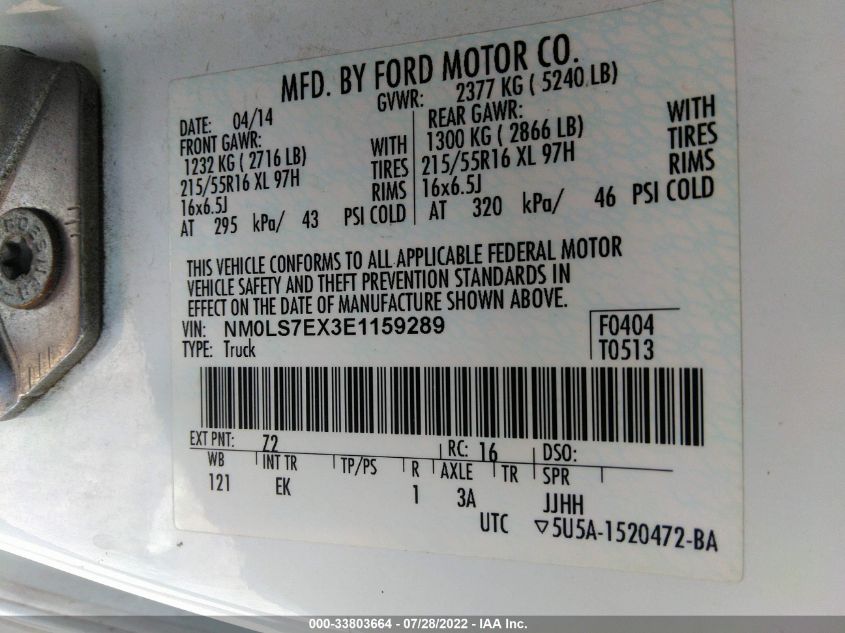 MFD. BY FORD MOTOR CO.
GVWR: 2377 KG ( 5240 LB)
DATE: 04/14
FRONT GAWR:
1232 KG ( 2716 LB) WITH
215/55R16 XL 97H TIRES
16x6.5J RIMS
AT 295 kPa/ 43 PSI COLD
REAR GAWR:
1300 KG ( 2866 LB) WITH
215/55R16 XL 97H TIRES
16x6.5J RIMS
AT 320 kPa/ 46 PSI COLD
THIS VEHICLE CONFORMS TO ALL APPLICABLE FEDERAL MOTOR
VEHICLE SAFETY AND THEFT PREVENTION STANDARDS IN
EFFECT ON THE DATE OF MANUFACTURE SHOWN ABOVE.
VIN: NM0LS7EX3E1159289 F0404
TYPE: Truck T0513
EXT PNT: Z2 RC: 16 DSO:
WB INT TR TP/PS R AXLE TR SPR
121 EK 1 3A JJHH
UTC ▽5U5A-1520472-BA
000-33803664 - 07/28/2022 - IAA Inc.